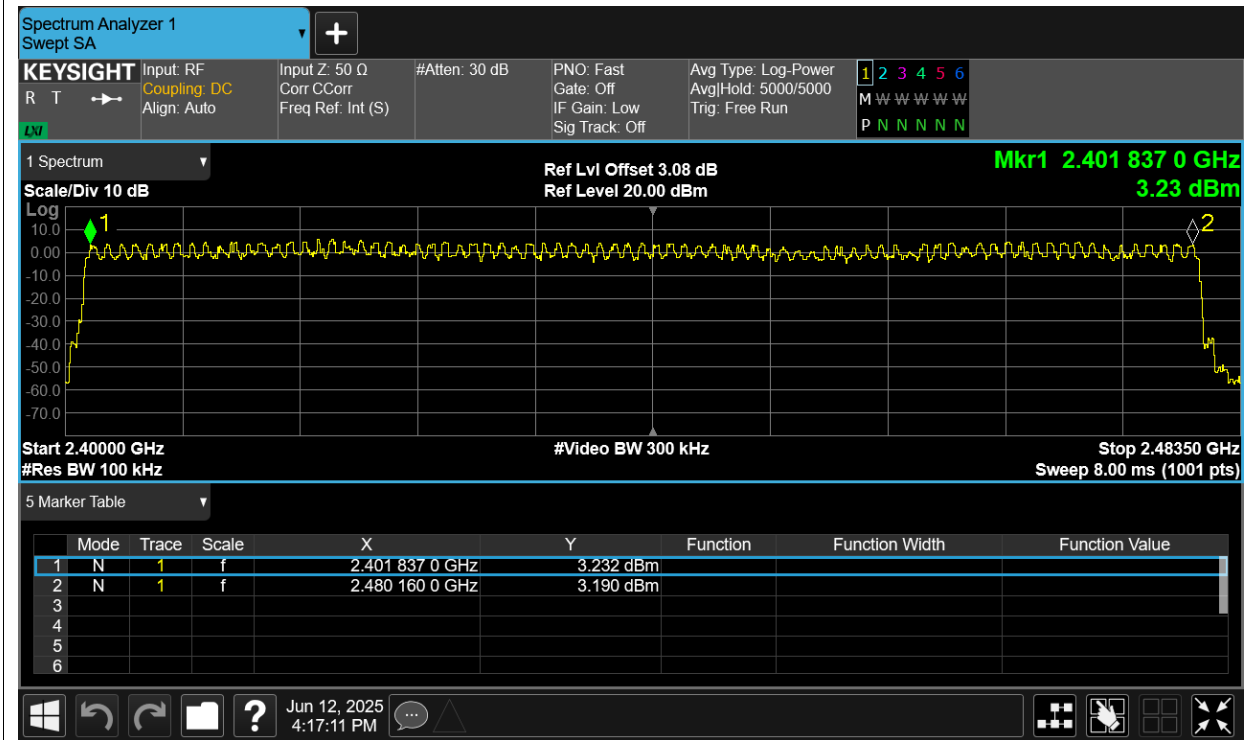 Spectrum Analyzer 1
Swept SA
+
KEYSIGHT
R T
LXI
Input: RF
Coupling: DC
Align: Auto
Input Z: 50 Ω
Corr CCorr
Freq Ref: Int (S)
#Atten: 30 dB
PNO: Fast
Gate: Off
IF Gain: Low
Sig Track: Off
Avg Type: Log-Power
Avg|Hold: 5000/5000
Trig: Free Run
1 2 3 4 5 6
M W W W W W
P N N N N N
1 Spectrum
Scale/Div 10 dB
Ref Lvl Offset 3.08 dB
Ref Level 20.00 dBm
Mkr1 2.401 837 0 GHz
3.23 dBm
Log
1
2
10.0
0.00
-10.0
-20.0
-30.0
-40.0
-50.0
-60.0
-70.0
Start 2.40000 GHz
#Video BW 300 kHz
Stop 2.48350 GHz
#Res BW 100 kHz
Sweep 8.00 ms (1001 pts)
5 Marker Table
Mode Trace Scale X Y Function Function Width Function Value
1 N 1 f 2.401 837 0 GHz 3.232 dBm
2 N 1 f 2.480 160 0 GHz 3.190 dBm
3
4
5
6
?
Jun 12, 2025
4:17:11 PM